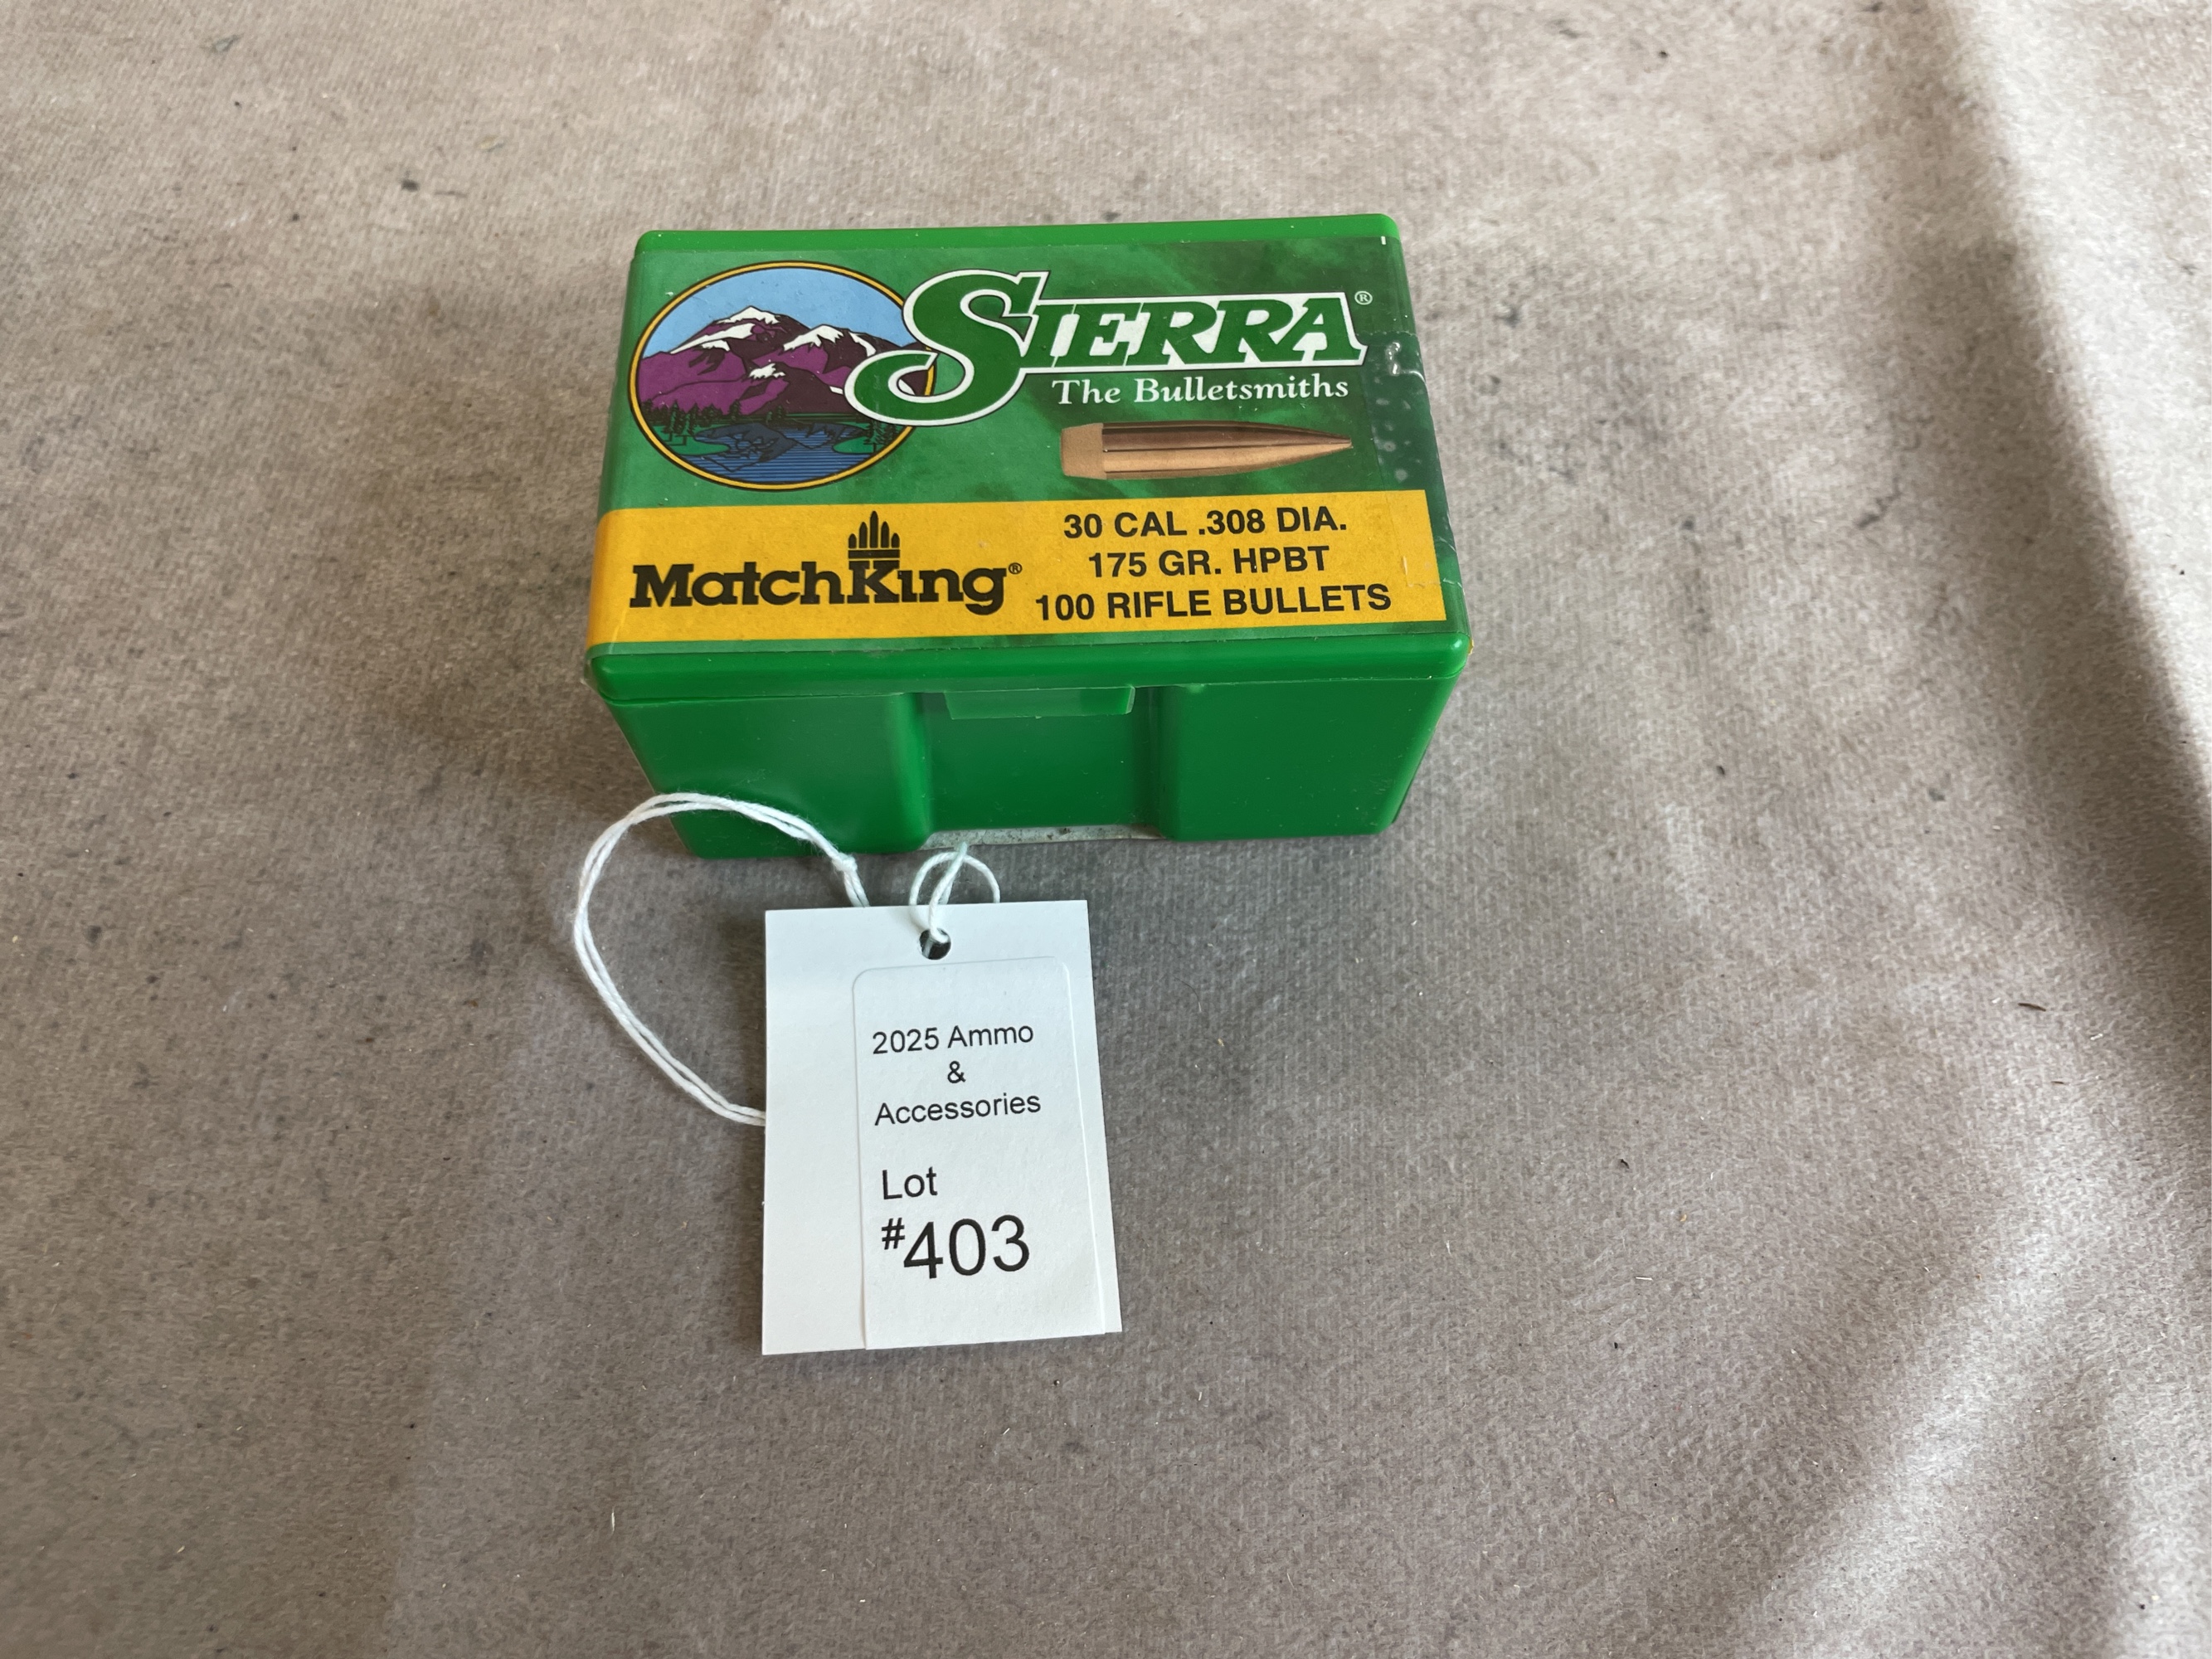 SIERRA®
The Bulletsmiths
MatchKing®
30 CAL .308 DIA.
175 GR. HPBT
100 RIFLE BULLETS
2025 Ammo
&
Accessories
Lot
#403